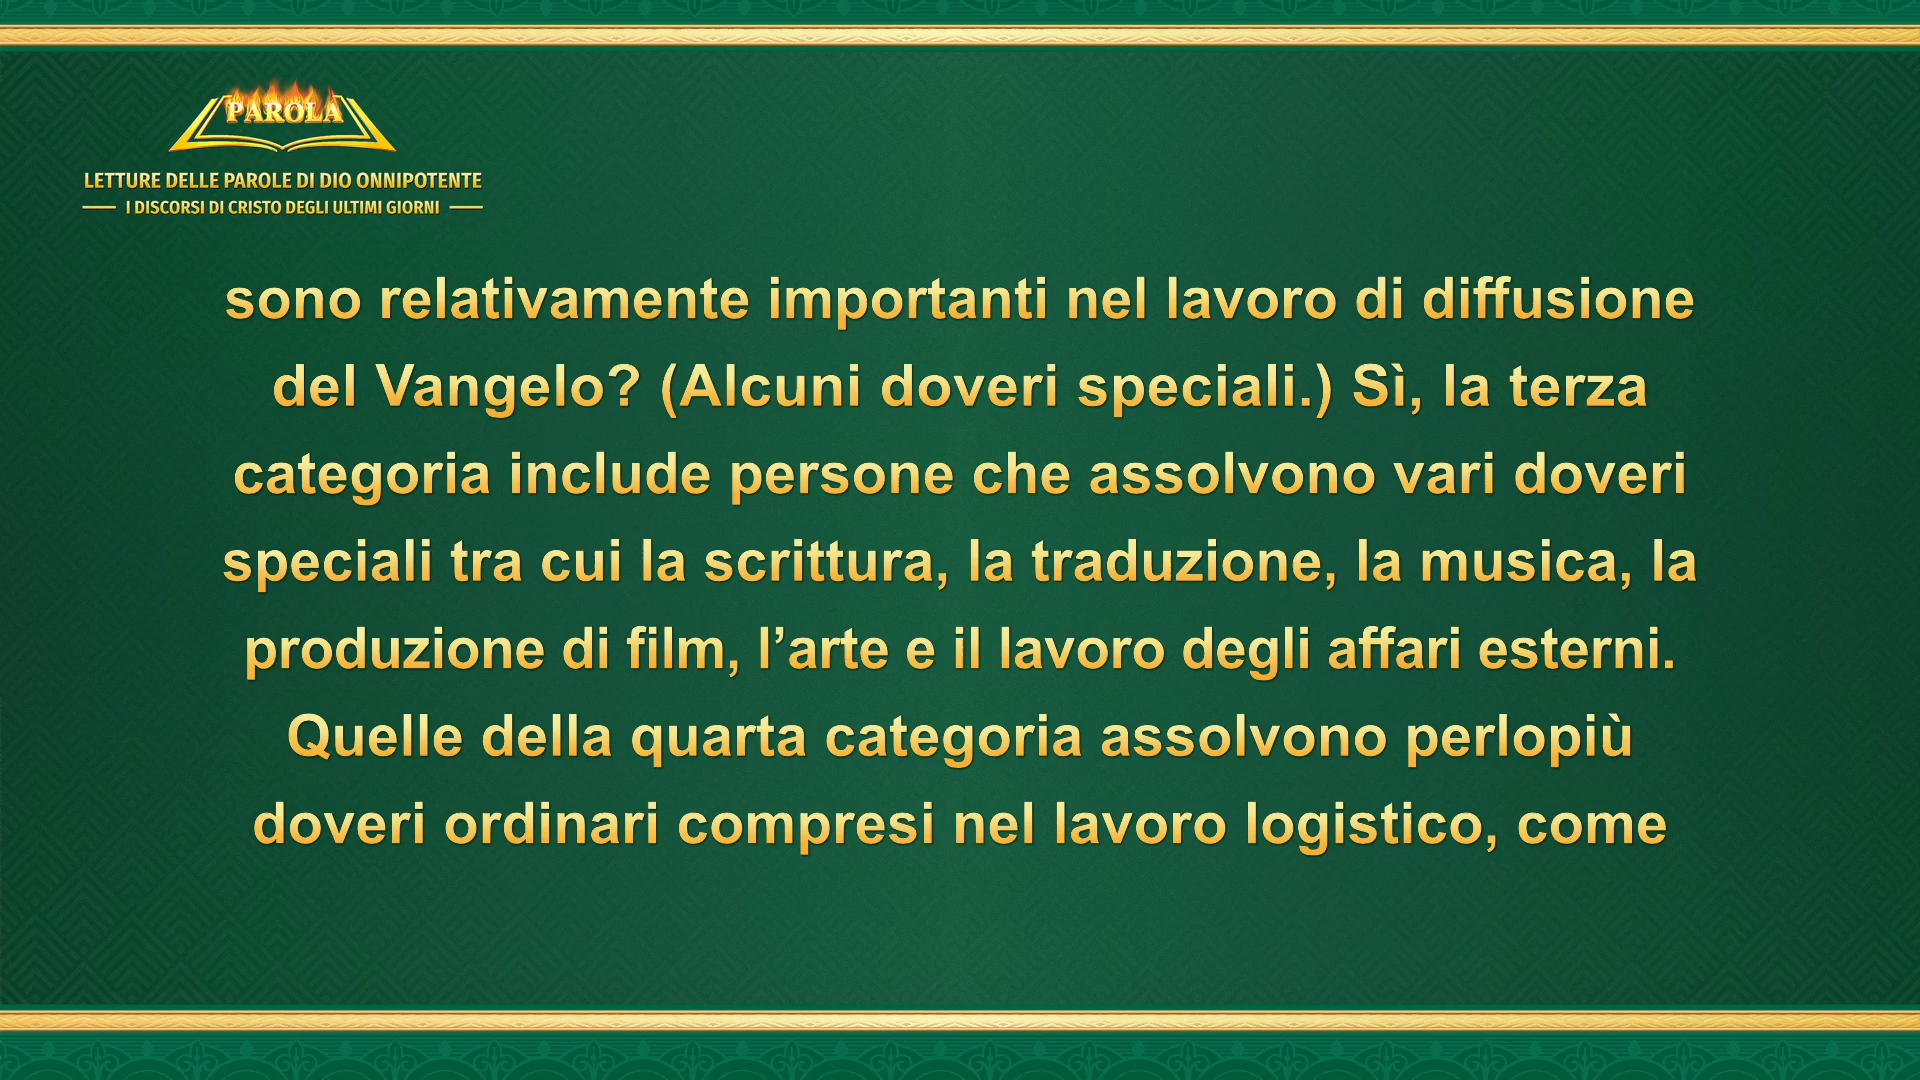 PAROLA
LETTURE DELLE PAROLE DI DIO ONNIPOTENTE
I DISCORSI DI CRISTO DEGLI ULTIMI GIORNI
sono relativamente importanti nel lavoro di diffusione
del Vangelo? (Alcuni doveri speciali.) Sì, la terza
categoria include persone che assolvono vari doveri
speciali tra cui la scrittura, la traduzione, la musica, la
produzione di film, l’arte e il lavoro degli affari esterni.
Quelle della quarta categoria assolvono perlopiù
doveri ordinari compresi nel lavoro logistico, come